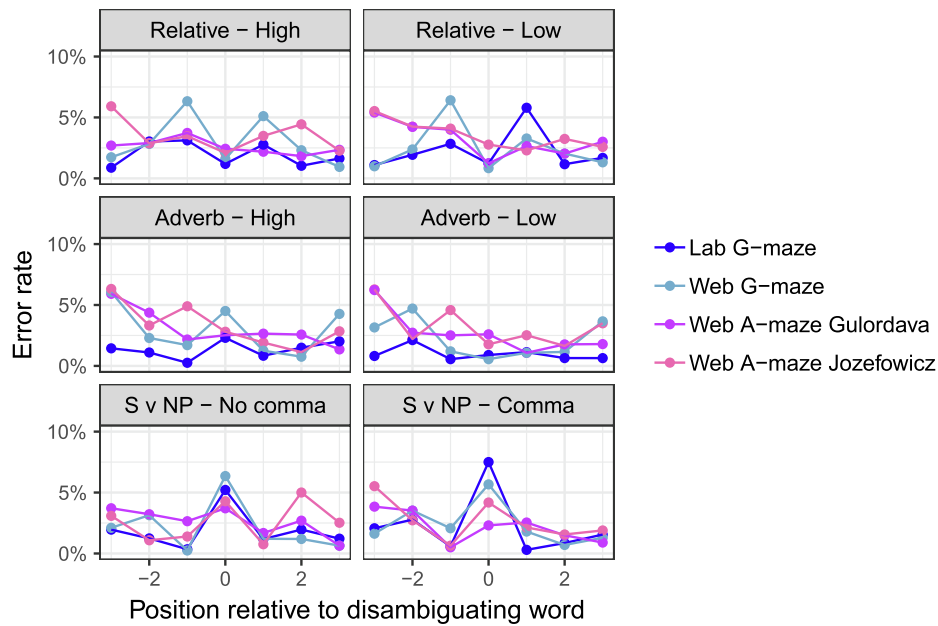 Relative − High
Relative − Low
10%
5%
0%
Adverb − High
Adverb − Low
10%
5%
0%
S v NP − No comma
S v NP − Comma
10%
5%
0%
−2 0 2
−2 0 2
Error rate
Position relative to disambiguating word
Lab G−maze
Web G−maze
Web A−maze Gulordava
Web A−maze Jozefowicz